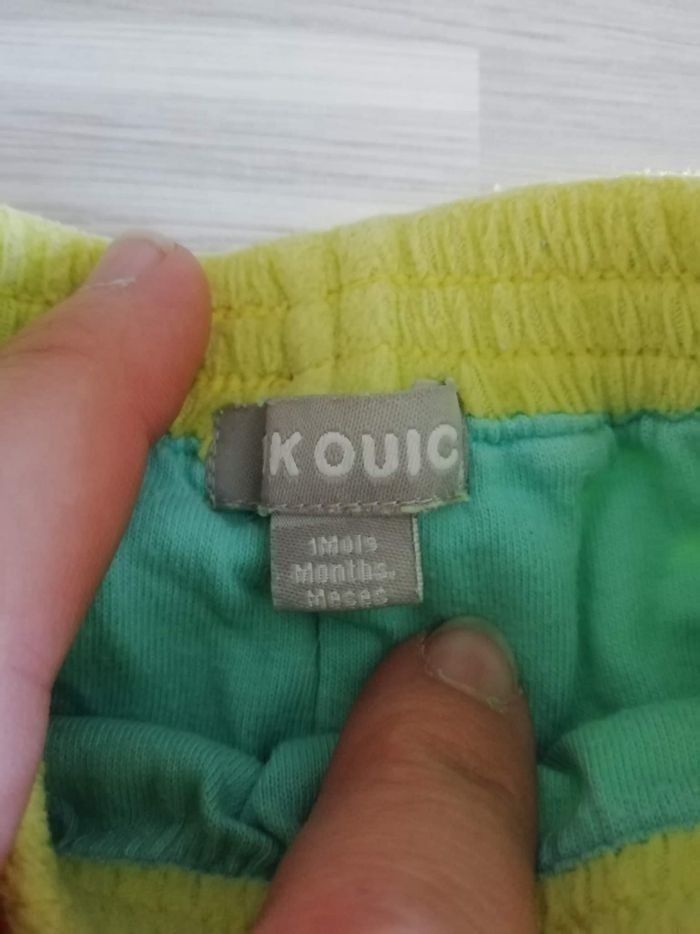 KOUIC
1Mois
Months.
Meses